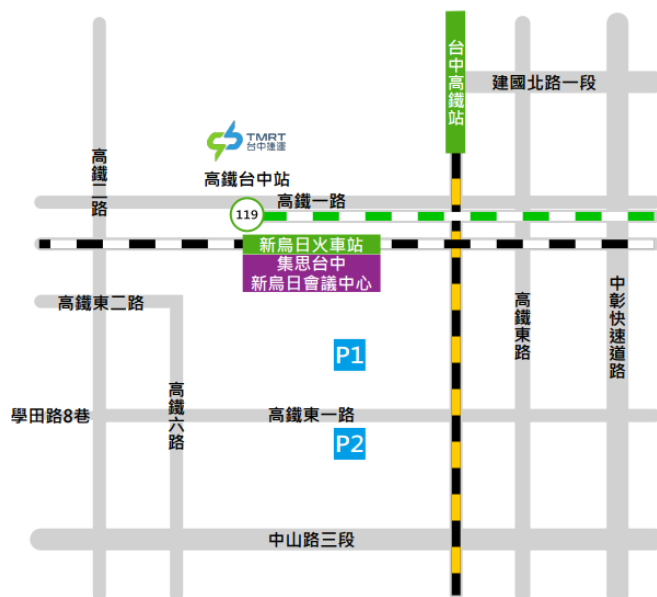 台中高鐵站
建國北路一段
TMRT
台中捷運
高鐵二路
高鐵台中站
高鐵一路
119
新烏日火車站
集思台中
新烏日會議中心
高鐵東二路
高鐵東路
中彰快速道路
P1
高鐵六路
學田路8巷
高鐵東一路
P2
中山路三段